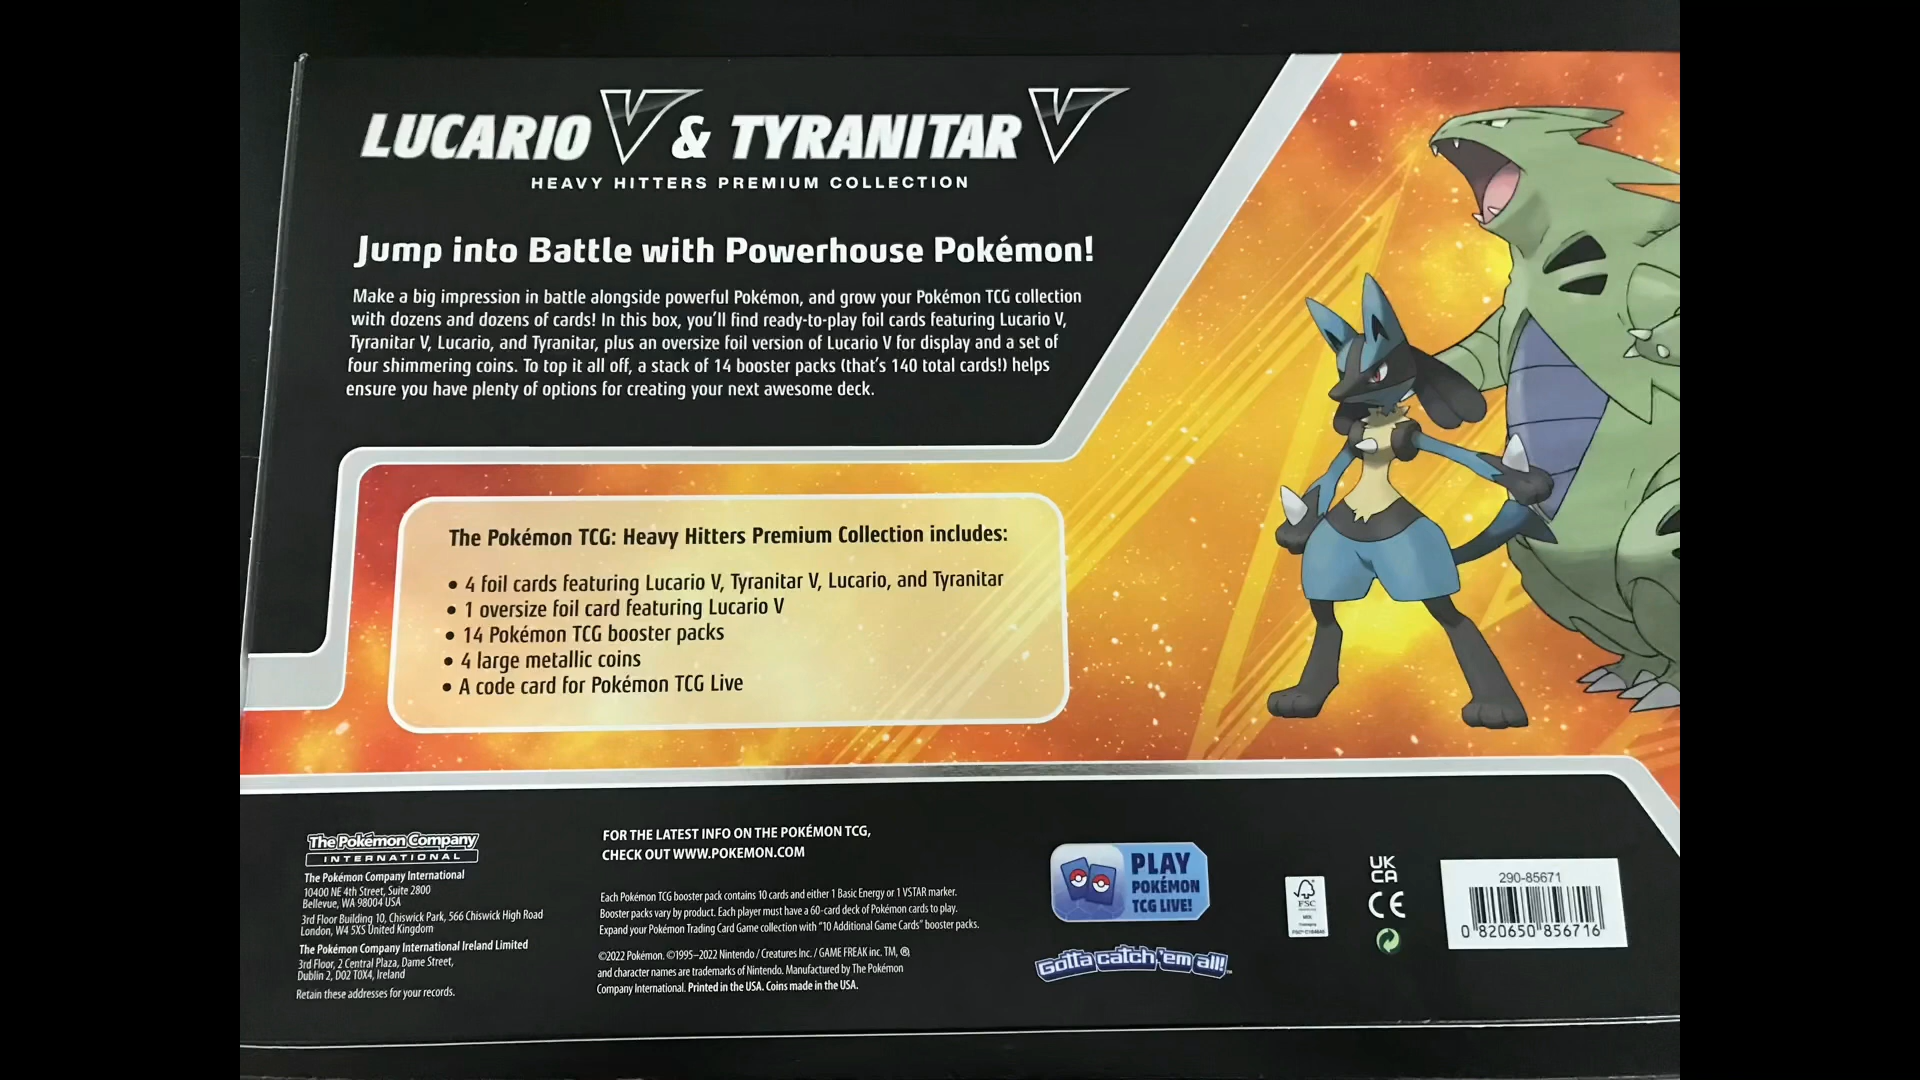 LUCARIO V & TYRANITAR V
HEAVY HITTERS PREMIUM COLLECTION
Jump into Battle with Powerhouse Pokémon!
Make a big impression in battle alongside powerful Pokémon, and grow your Pokémon TCG collection
with dozens and dozens of cards! In this box, you'll find ready-to-play foil cards featuring Lucario V,
Tyranitar V, Lucario, and Tyranitar, plus an oversize foil version of Lucario V for display and a set of
four shimmering coins. To top it all off, a stack of 14 booster packs (that's 140 total cards!) helps
ensure you have plenty of options for creating your next awesome deck.
The Pokémon TCG: Heavy Hitters Premium Collection includes:
• 4 foil cards featuring Lucario V, Tyranitar V, Lucario, and Tyranitar
• 1 oversize foil card featuring Lucario V
• 14 Pokémon TCG booster packs
• 4 large metallic coins
• A code card for Pokémon TCG Live
The Pokémon Company
INTERNATIONAL
The Pokémon Company International
10400 NE 4th Street, Suite 2800
Bellevue, WA 98004 USA
3rd Floor Building 10, Chiswick Park, 566 Chiswick High Road
London, W4 5XS United Kingdom
The Pokémon Company International Ireland Limited
3rd Floor, 2 Central Plaza, Dame Street,
Dublin 2, D02 T0X4, Ireland
Retain these addresses for your records.
FOR THE LATEST INFO ON THE POKÉMON TCG,
CHECK OUT WWW.POKEMON.COM
Each Pokémon TCG booster pack contains 10 cards and either 1 Basic Energy or 1 VSTAR marker.
Booster packs vary by product. Each player must have a 60-card deck of Pokémon cards to play.
Expand your Pokémon Trading Card Game collection with "10 Additional Game Cards" booster packs.
©2022 Pokémon. ©1995–2022 Nintendo / Creatures Inc. / GAME FREAK inc. TM, ®,
and character names are trademarks of Nintendo. Manufactured by The Pokémon
Company International. Printed in the USA. Coins made in the USA.
PLAY
POKÉMON
TCG LIVE!
Gotta catch 'em all!™
FSC
MIX
UK
CA
CE
290-85671
0 820650 856716